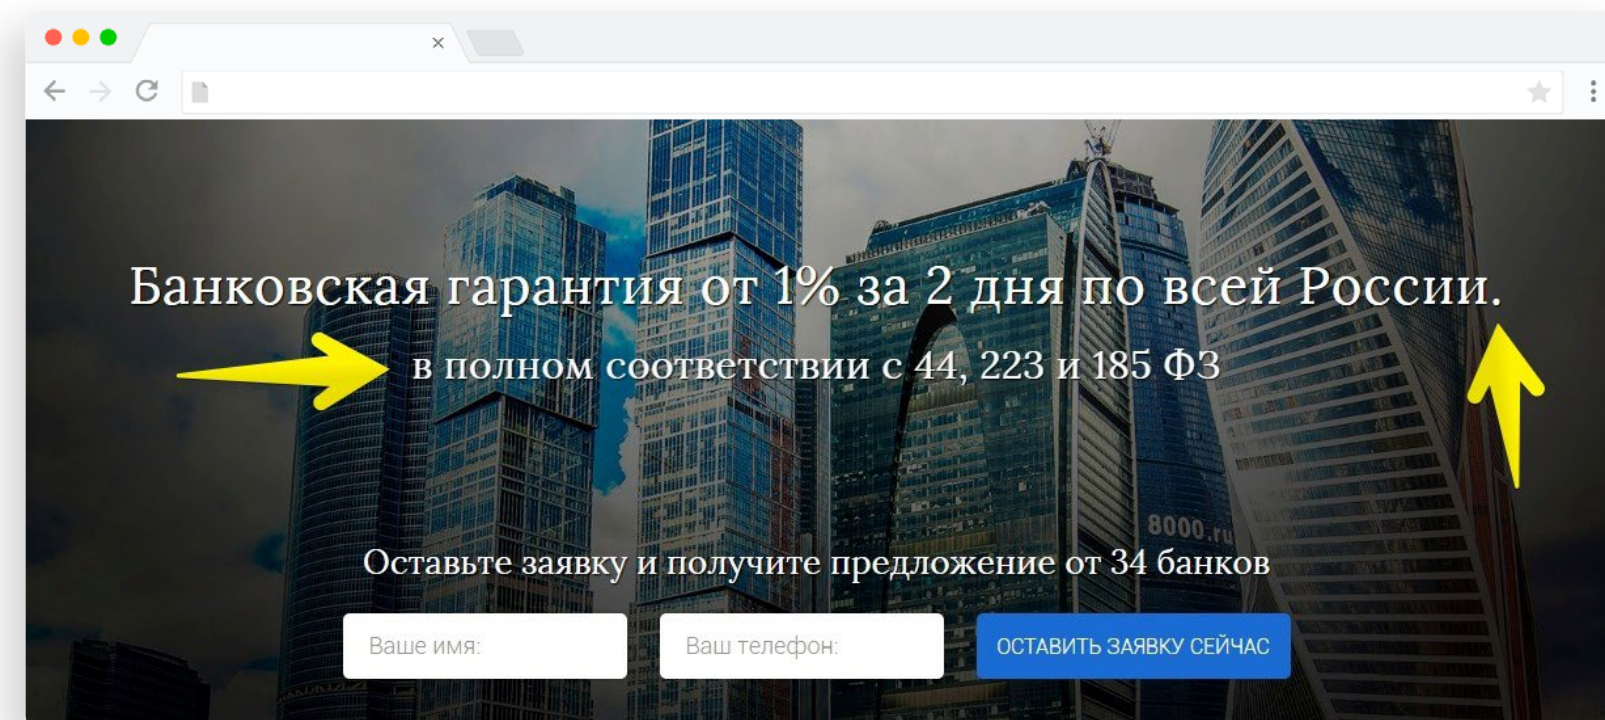 Банковская гарантия от 1% за 2 дня по всей России.
в полном соответствии с 44, 223 и 185 ФЗ
8000.ru
Оставьте заявку и получите предложение от 34 банков
Ваше имя:
Ваш телефон:
ОСТАВИТЬ ЗАЯВКУ СЕЙЧАС